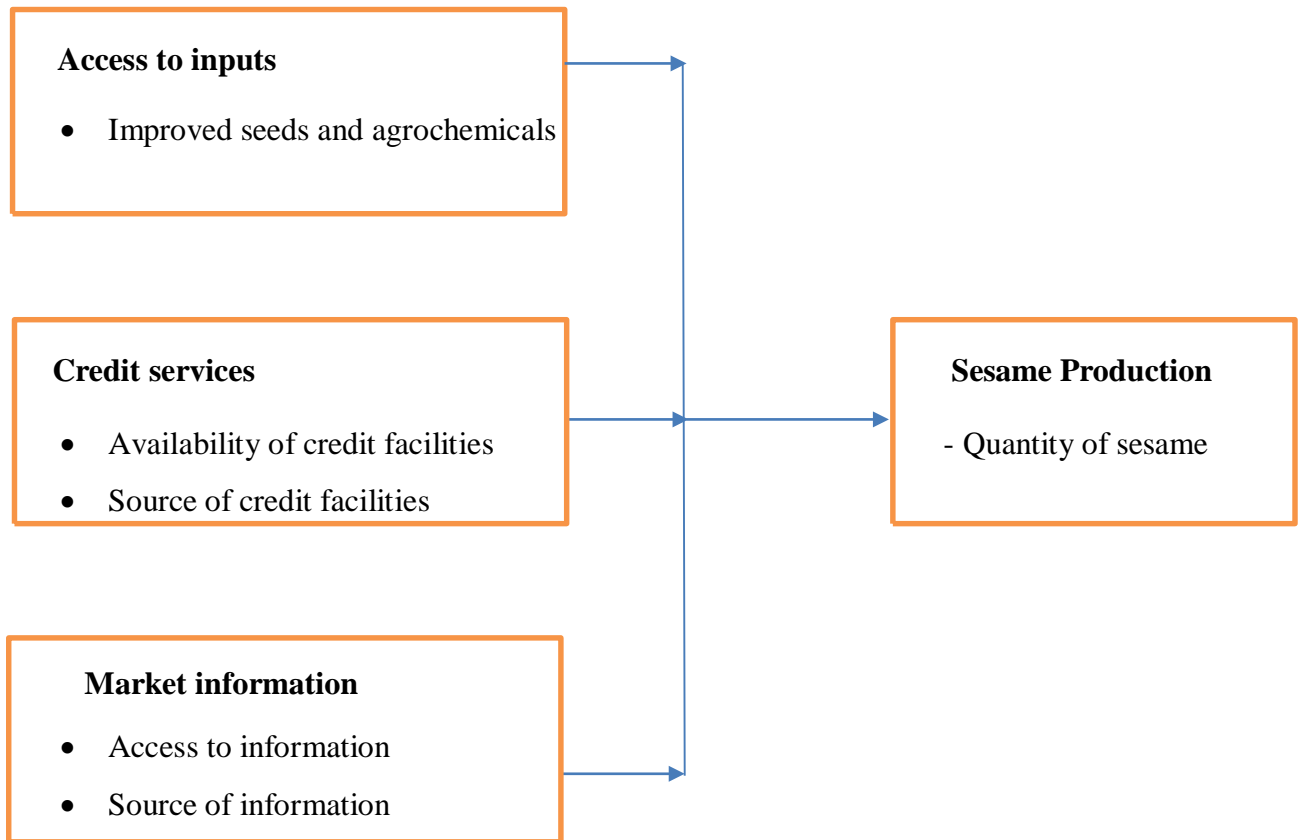 Access to inputs
• Improved seeds and agrochemicals
Credit services
• Availability of credit facilities
• Source of credit facilities
Sesame Production
- Quantity of sesame
Market information
• Access to information
• Source of information